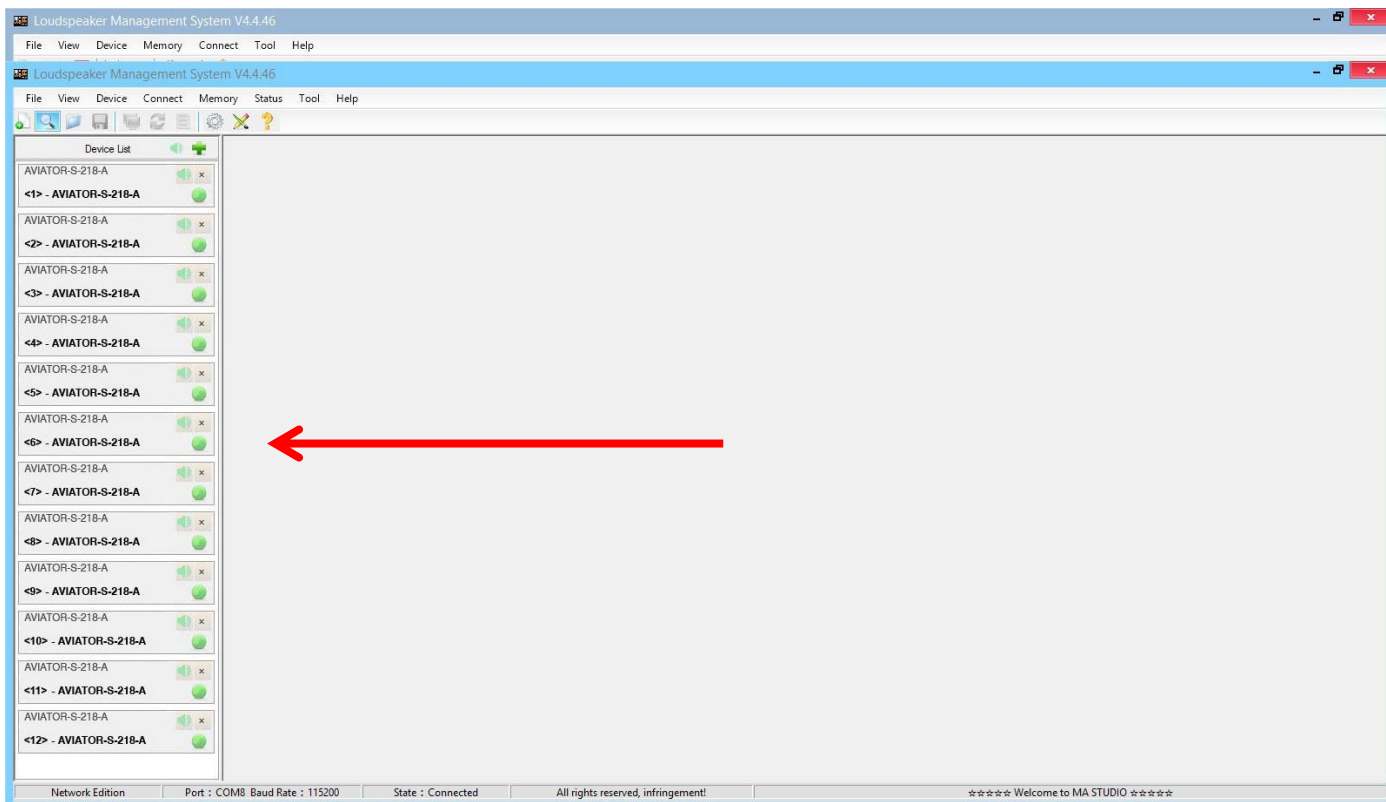 Loudspeaker Management System V4.4.46
File View Device Memory Connect Tool Help
Loudspeaker Management System V4.4.46
File View Device Connect Memory Status Tool Help
Device List
AVIATOR-S-218-A
<1> - AVIATOR-S-218-A
AVIATOR-S-218-A
<2> - AVIATOR-S-218-A
AVIATOR-S-218-A
<3> - AVIATOR-S-218-A
AVIATOR-S-218-A
<4> - AVIATOR-S-218-A
AVIATOR-S-218-A
<5> - AVIATOR-S-218-A
AVIATOR-S-218-A
<6> - AVIATOR-S-218-A
AVIATOR-S-218-A
<7> - AVIATOR-S-218-A
AVIATOR-S-218-A
<8> - AVIATOR-S-218-A
AVIATOR-S-218-A
<9> - AVIATOR-S-218-A
AVIATOR-S-218-A
<10> - AVIATOR-S-218-A
AVIATOR-S-218-A
<11> - AVIATOR-S-218-A
AVIATOR-S-218-A
<12> - AVIATOR-S-218-A
Network Edition Port : COM8 Baud Rate : 115200 State : Connected All rights reserved, infringement! ☆☆☆☆☆ Welcome to MA STUDIO ☆☆☆☆☆